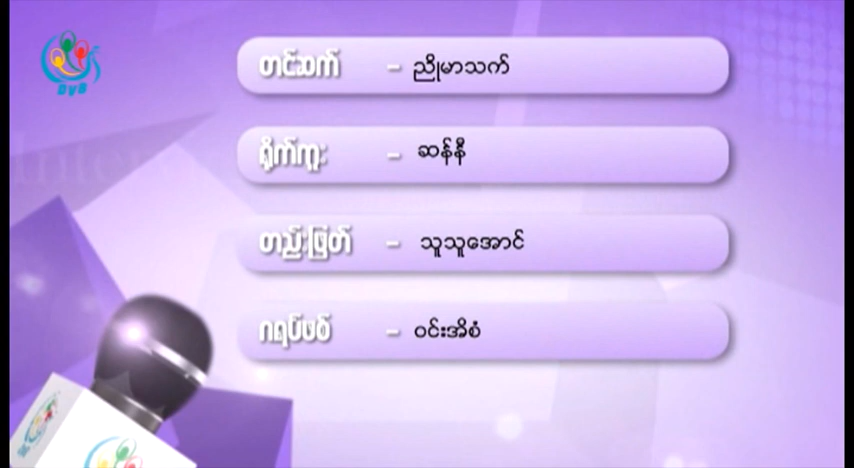 DVB
တင်ဆက် - ညိုမာသက်
ရိုက်ကူး - ဆန်နီ
တည်းဖြတ် - သူသူအောင်
ဂရပ်ဖစ် - ဝင်းအိစံ